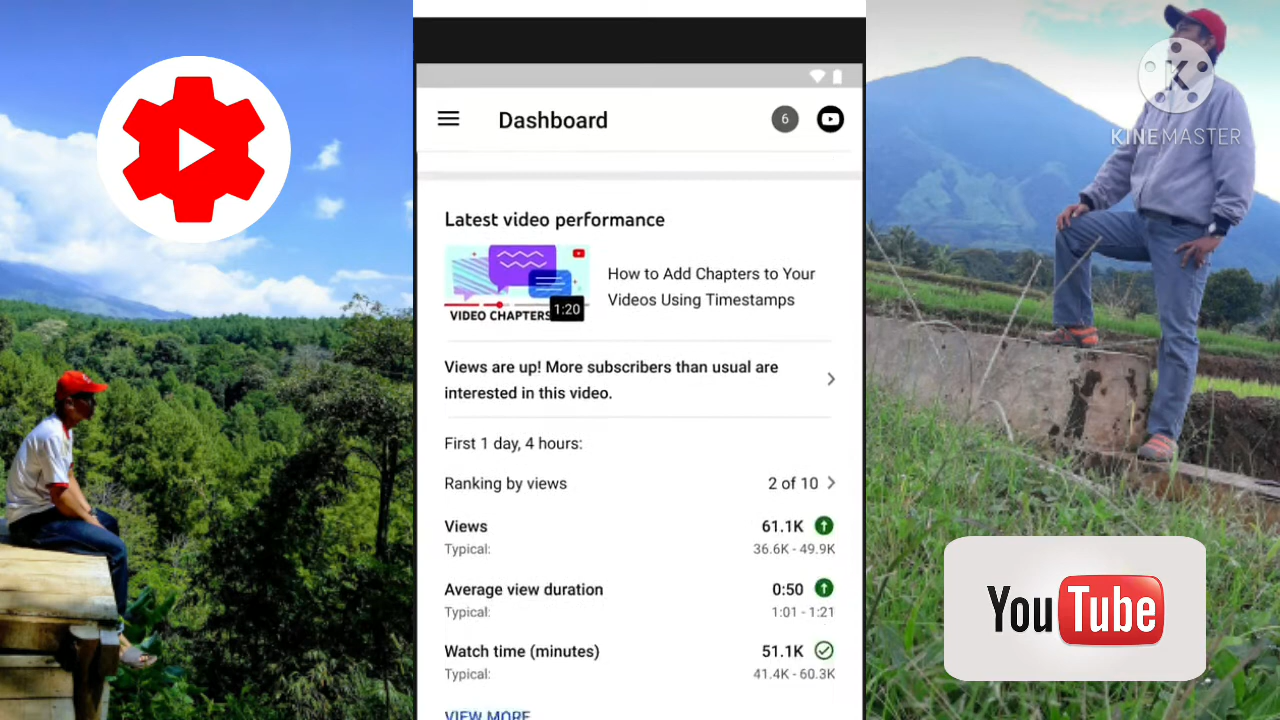 Dashboard
6
Latest video performance
VIDEO CHAPTERS
1:20
How to Add Chapters to Your
Videos Using Timestamps
Views are up! More subscribers than usual are
interested in this video.
First 1 day, 4 hours:
Ranking by views
2 of 10
Views
61.1K
Typical:
36.6K - 49.9K
Average view duration
0:50
Typical:
1:01 - 1:21
Watch time (minutes)
51.1K
Typical:
41.4K - 60.3K
VIEW MORE
K
KINEMASTER
YouTube